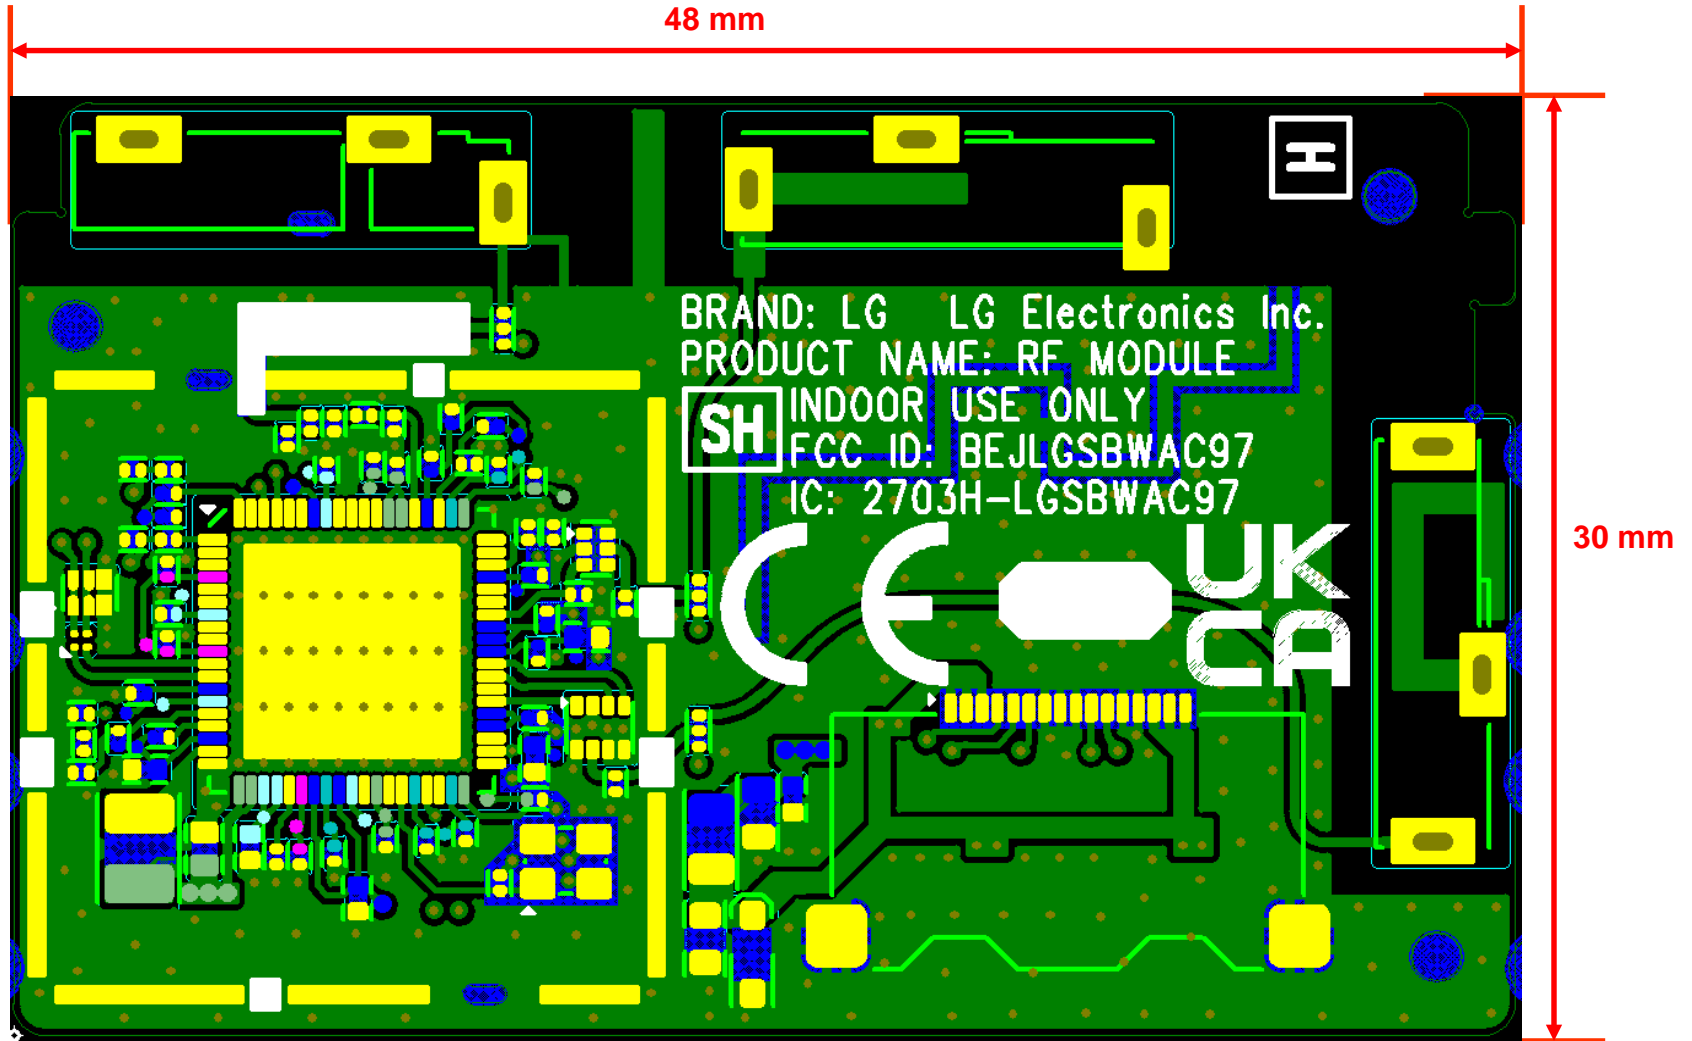 48 mm
H
BRAND: LG LG Electronics Inc.
PRODUCT NAME: RF MODULE
SH INDOOR USE ONLY
FCC ID: BEJLGSBWAC97
IC: 2703H-LGSBWAC97
CE
UK
CA
30 mm